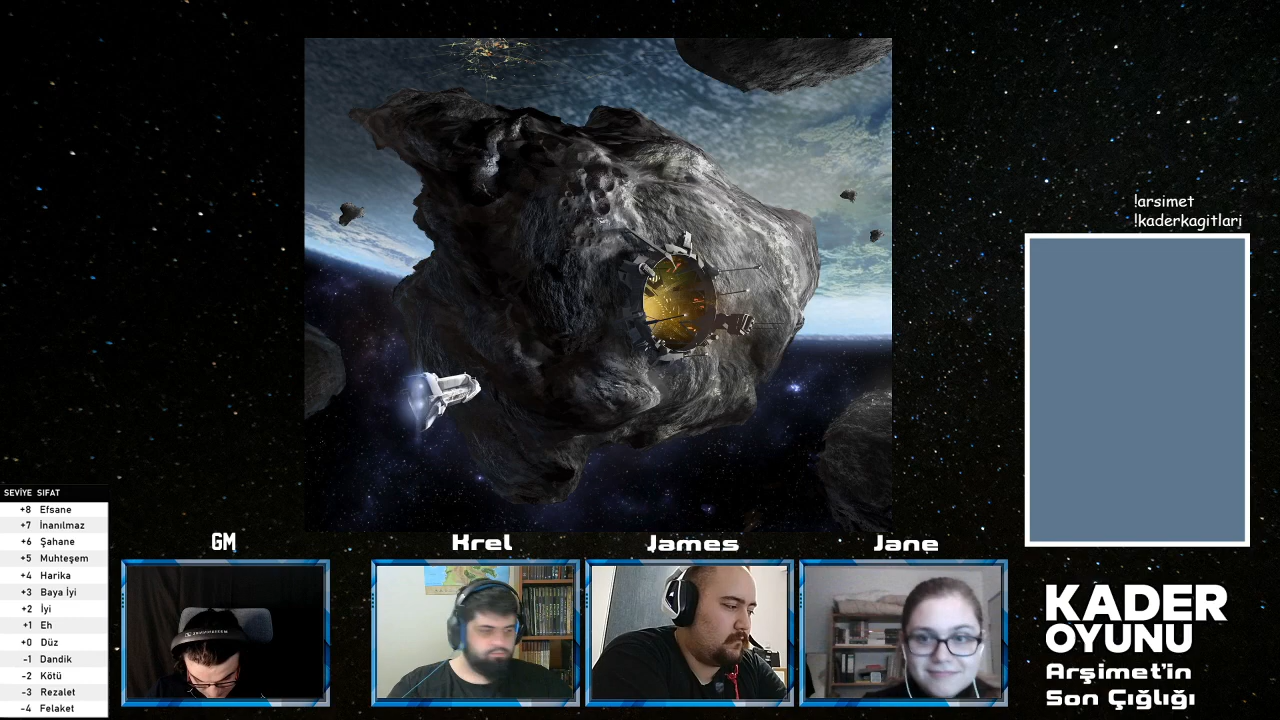 !arsimet
!kaderkagitlari
SEVİYE SIFAT
+8 Efsane
+7 İnanılmaz
+6 Şahane
+5 Muhteşem
+4 Harika
+3 Baya İyi
+2 İyi
+1 Eh
+0 Düz
-1 Dandik
-2 Kötü
-3 Rezalet
-4 Felaket
GM
Krel
James
Jane
KADER
OYUNU
Arşimet'in
Son Çığlığı